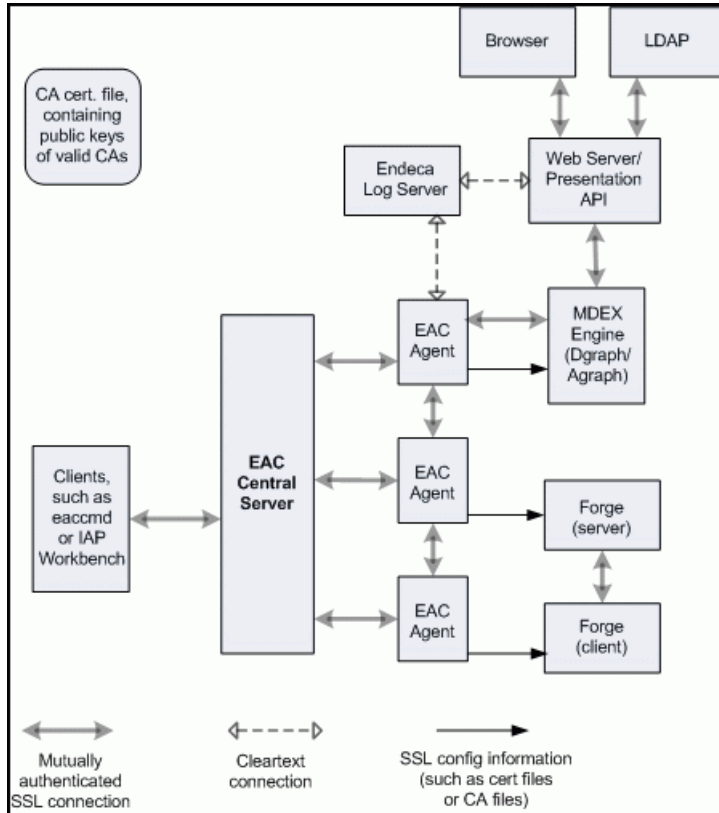 Browser
LDAP
CA cert. file,
containing
public keys
of valid CAs
Endeca
Log Server
Web Server/
Presentation
API
EAC
Agent
MDEX
Engine
(Dgraph/
Agraph)
Clients,
such as
eaccmd
or IAP
Workbench
EAC
Central
Server
EAC
Agent
Forge
(server)
EAC
Agent
Forge
(client)
Mutually
authenticated
SSL connection
Cleartext
connection
SSL config information
(such as cert files
or CA files)